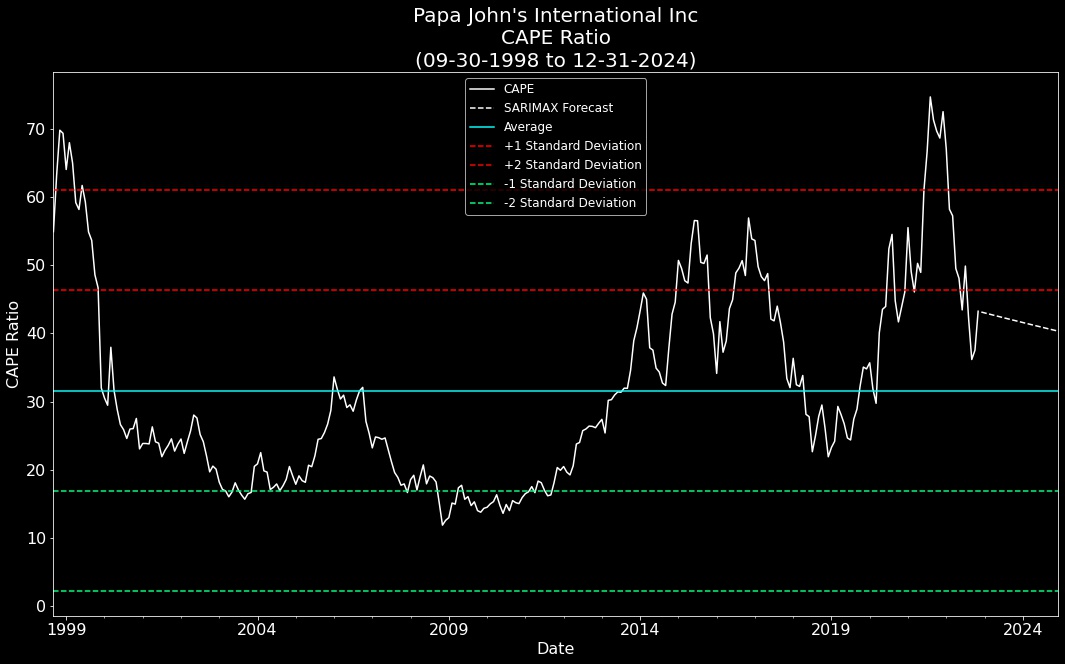 Papa John's International Inc
CAPE Ratio
(09-30-1998 to 12-31-2024)
CAPE
SARIMAX Forecast
Average
+1 Standard Deviation
+2 Standard Deviation
-1 Standard Deviation
-2 Standard Deviation
70
60
50
40
30
20
10
0
CAPE Ratio
1999 2004 2009 2014 2019 2024
Date